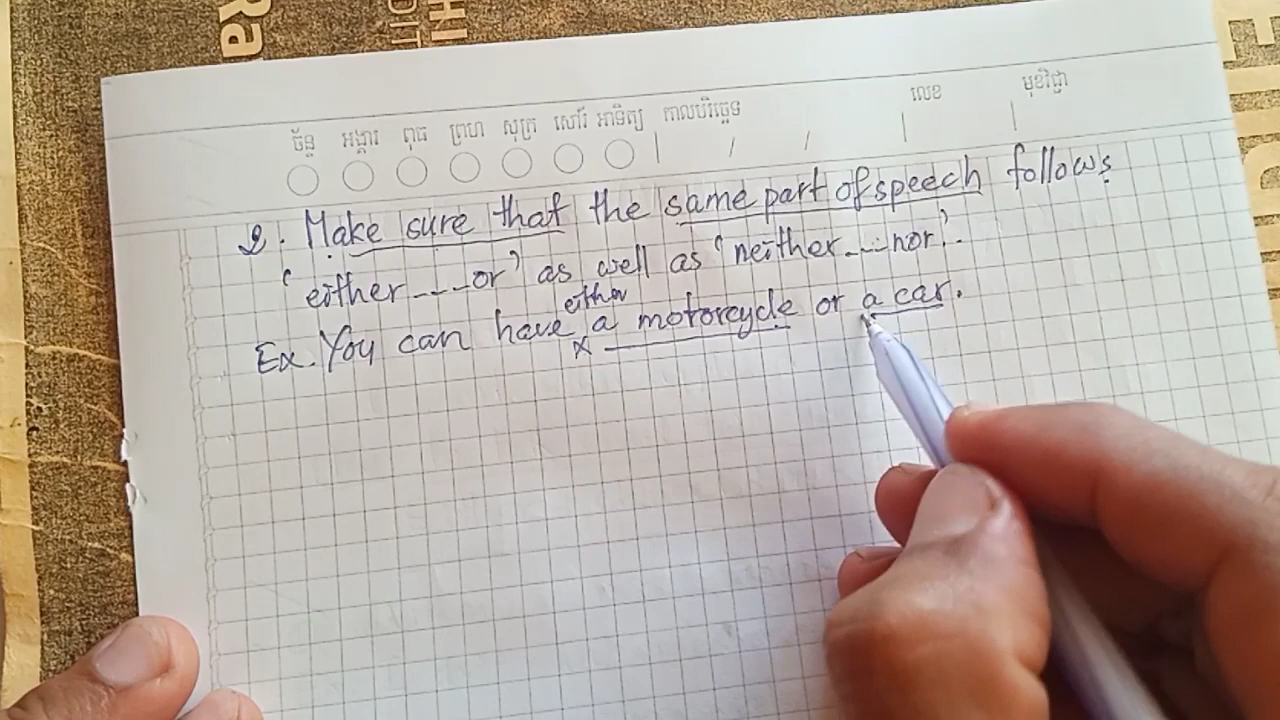 Ra
HI
DIT
ច័ន្ទ អង្គារ ពុធ ព្រហ សុក្រ សៅរ៍ អាទិត្យ កាលបរិច្ឆេទ / / លេខ មុខវិជ្ជា
2. Make sure that the same part of speech follows
'either---or' as well as 'neither---nor'.
either
Ex. You can have a motorcycle or a car.
x